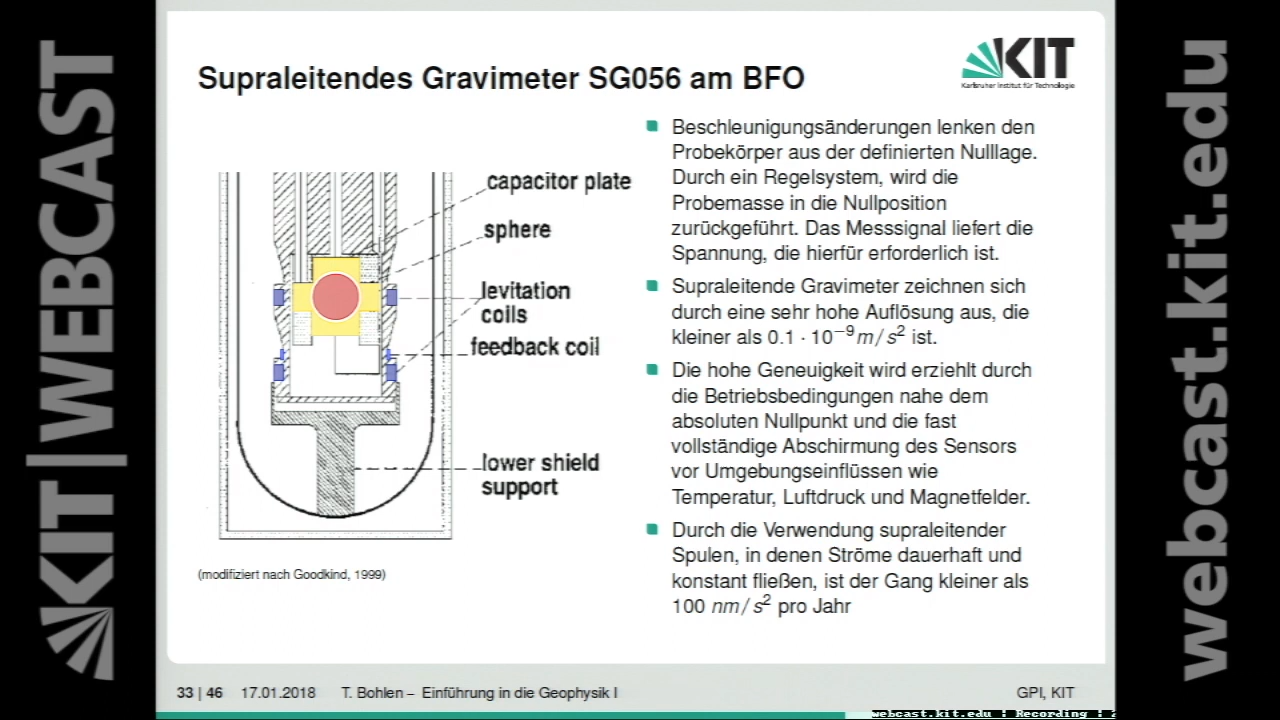 KIT | WEBCAST
Supraleitendes Gravimeter SG056 am BFO
KIT
Karlsruher Institut für Technologie
capacitor plate
sphere
levitation
coils
feedback coil
lower shield
support
(modifiziert nach Goodkind, 1999)
Beschleunigungsänderungen lenken den
Probekörper aus der definierten Nulllage.
Durch ein Regelsystem, wird die
Probemasse in die Nullposition
zurückgeführt. Das Messsignal liefert die
Spannung, die hierfür erforderlich ist.
Supraleitende Gravimeter zeichnen sich
durch eine sehr hohe Auflösung aus, die
kleiner als 0.1 · 10⁻⁹m/s² ist.
Die hohe Geneuigkeit wird erziehlt durch
die Betriebsbedingungen nahe dem
absoluten Nullpunkt und die fast
vollständige Abschirmung des Sensors
vor Umgebungseinflüssen wie
Temperatur, Luftdruck und Magnetfelder.
Durch die Verwendung supraleitender
Spulen, in denen Ströme dauerhaft und
konstant fließen, ist der Gang kleiner als
100 nm/s² pro Jahr
33 | 46 17.01.2018 T. Bohlen – Einführung in die Geophysik I GPI, KIT
webcast.kit.edu : Recording :
webcast.kit.edu